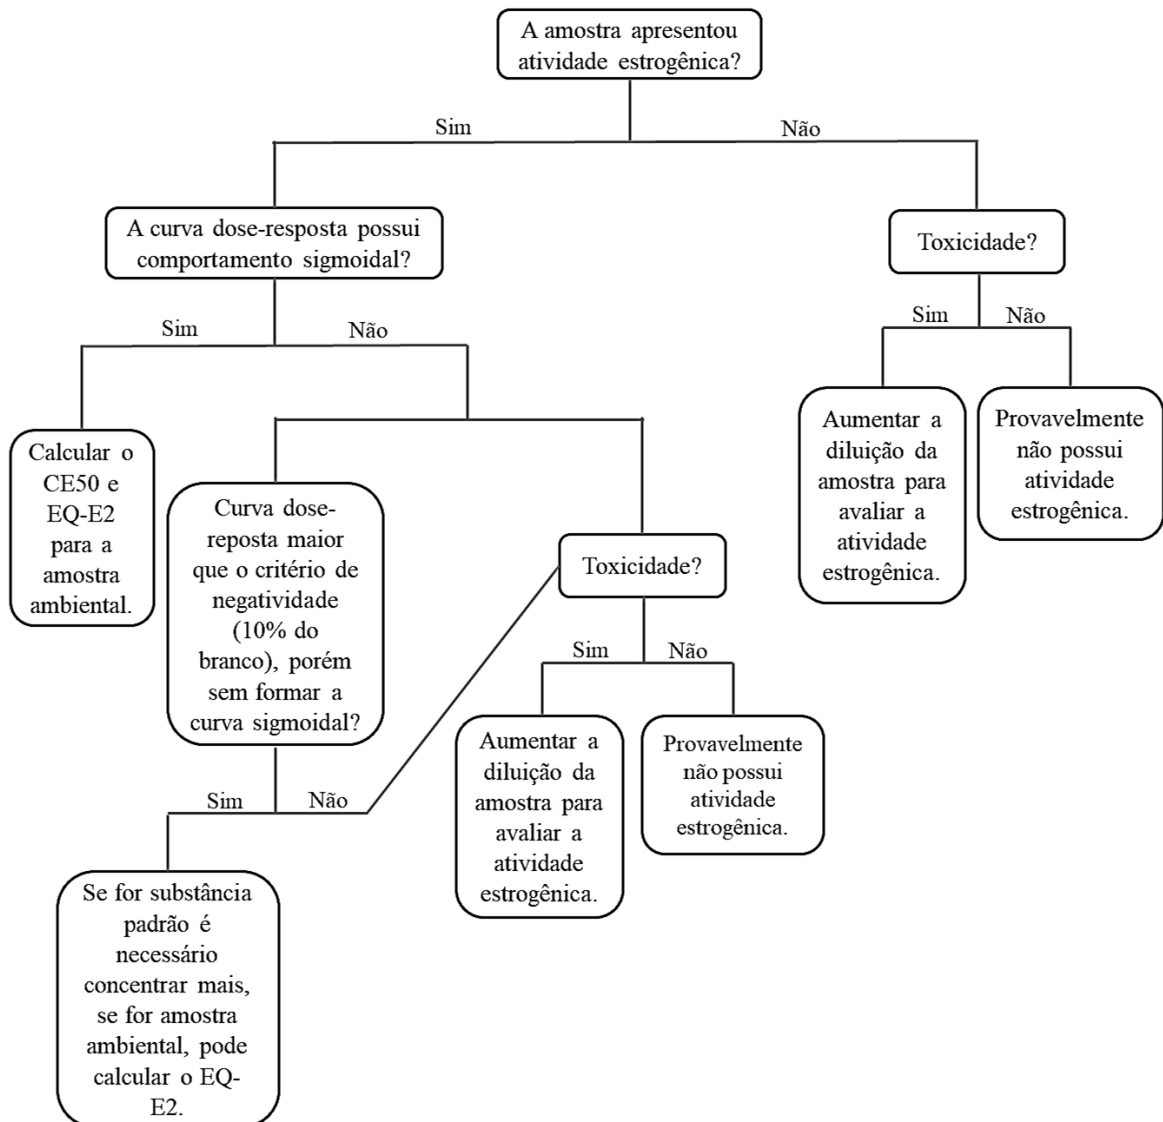 A amostra apresentou
atividade estrogênica?
Sim
Não
A curva dose-resposta possui
comportamento sigmoidal?
Toxicidade?
Sim
Não
Sim
Não
Calcular o
CE50 e
EQ-E2
para a
amostra
ambiental.
Curva dose-
reposta maior
que o critério de
negatividade
(10% do
branco), porém
sem formar a
curva sigmoidal?
Toxicidade?
Aumentar a
diluição da
amostra para
avaliar a
atividade
estrogênica.
Provavelmente
não possui
atividade
estrogênica.
Sim
Não
Sim
Não
Aumentar a
diluição da
amostra para
avaliar a
atividade
estrogênica.
Provavelmente
não possui
atividade
estrogênica.
Se for substância
padrão é
necessário
concentrar mais,
se for amostra
ambiental, pode
calcular o EQ-
E2.